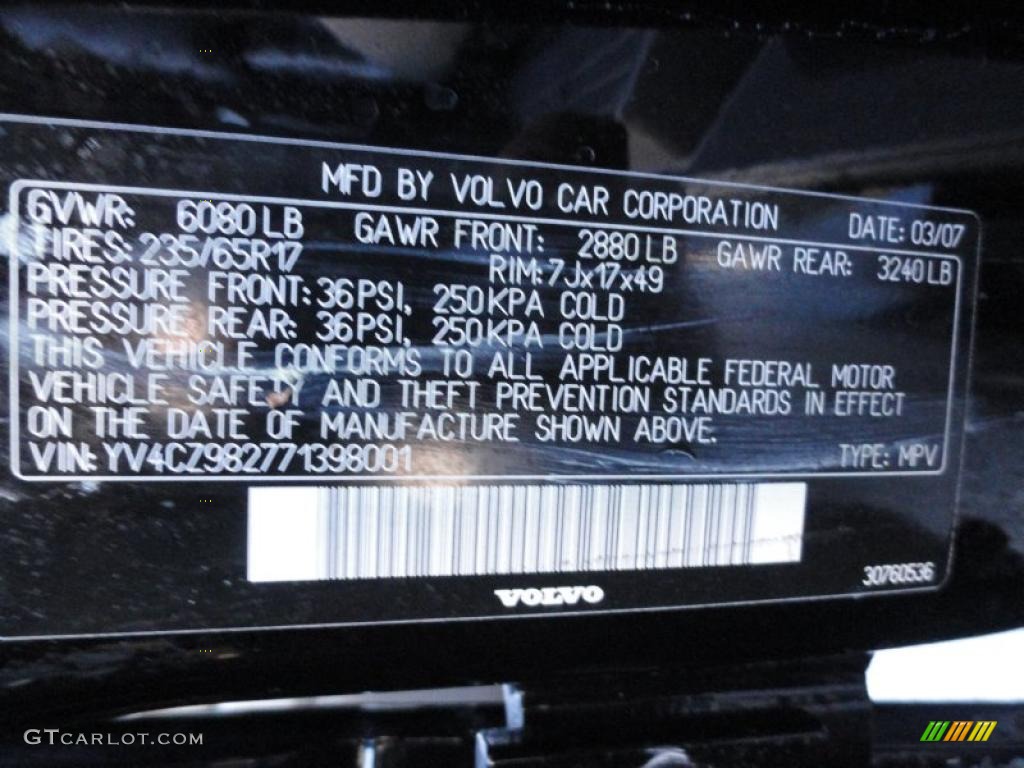 MFD BY VOLVO CAR CORPORATION DATE: 03/07
GVWR: 6080 LB GAWR FRONT: 2880 LB GAWR REAR: 3240 LB
TIRES: 235/65R17 RIM: 7Jx17x49
PRESSURE FRONT: 36 PSI, 250 KPA COLD
PRESSURE REAR: 36 PSI, 250 KPA COLD
THIS VEHICLE CONFORMS TO ALL APPLICABLE FEDERAL MOTOR
VEHICLE SAFETY AND THEFT PREVENTION STANDARDS IN EFFECT
ON THE DATE OF MANUFACTURE SHOWN ABOVE.
VIN: YV4CZ982771398001 TYPE: MPV
30760536
VOLVO
GTCARLOT.COM